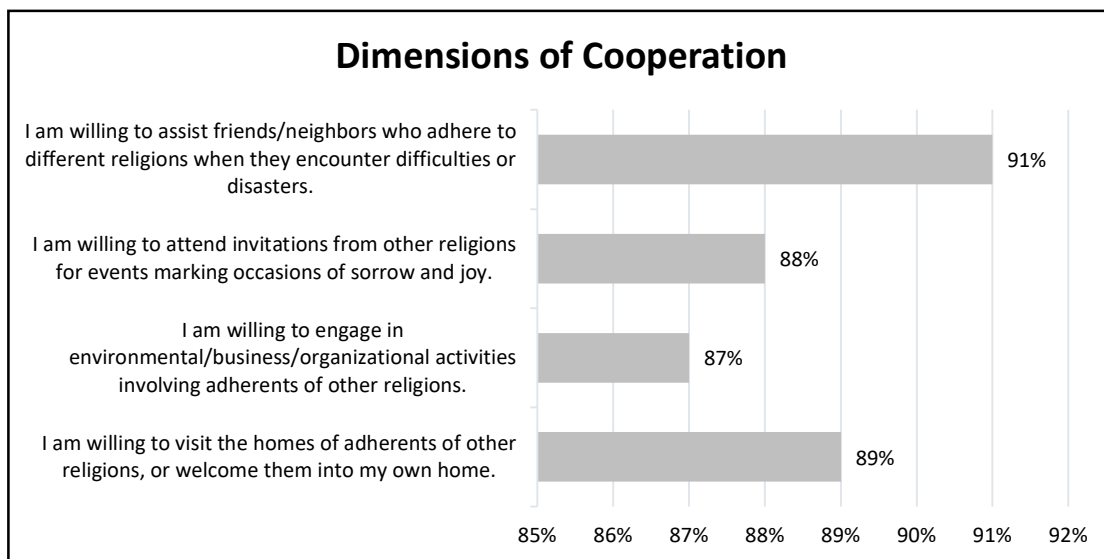 Dimensions of Cooperation
I am willing to assist friends/neighbors who adhere to
different religions when they encounter difficulties or
disasters.
91%
I am willing to attend invitations from other religions
for events marking occasions of sorrow and joy.
88%
I am willing to engage in
environmental/business/organizational activities
involving adherents of other religions.
87%
I am willing to visit the homes of adherents of other
religions, or welcome them into my own home.
89%
85% 86% 87% 88% 89% 90% 91% 92%